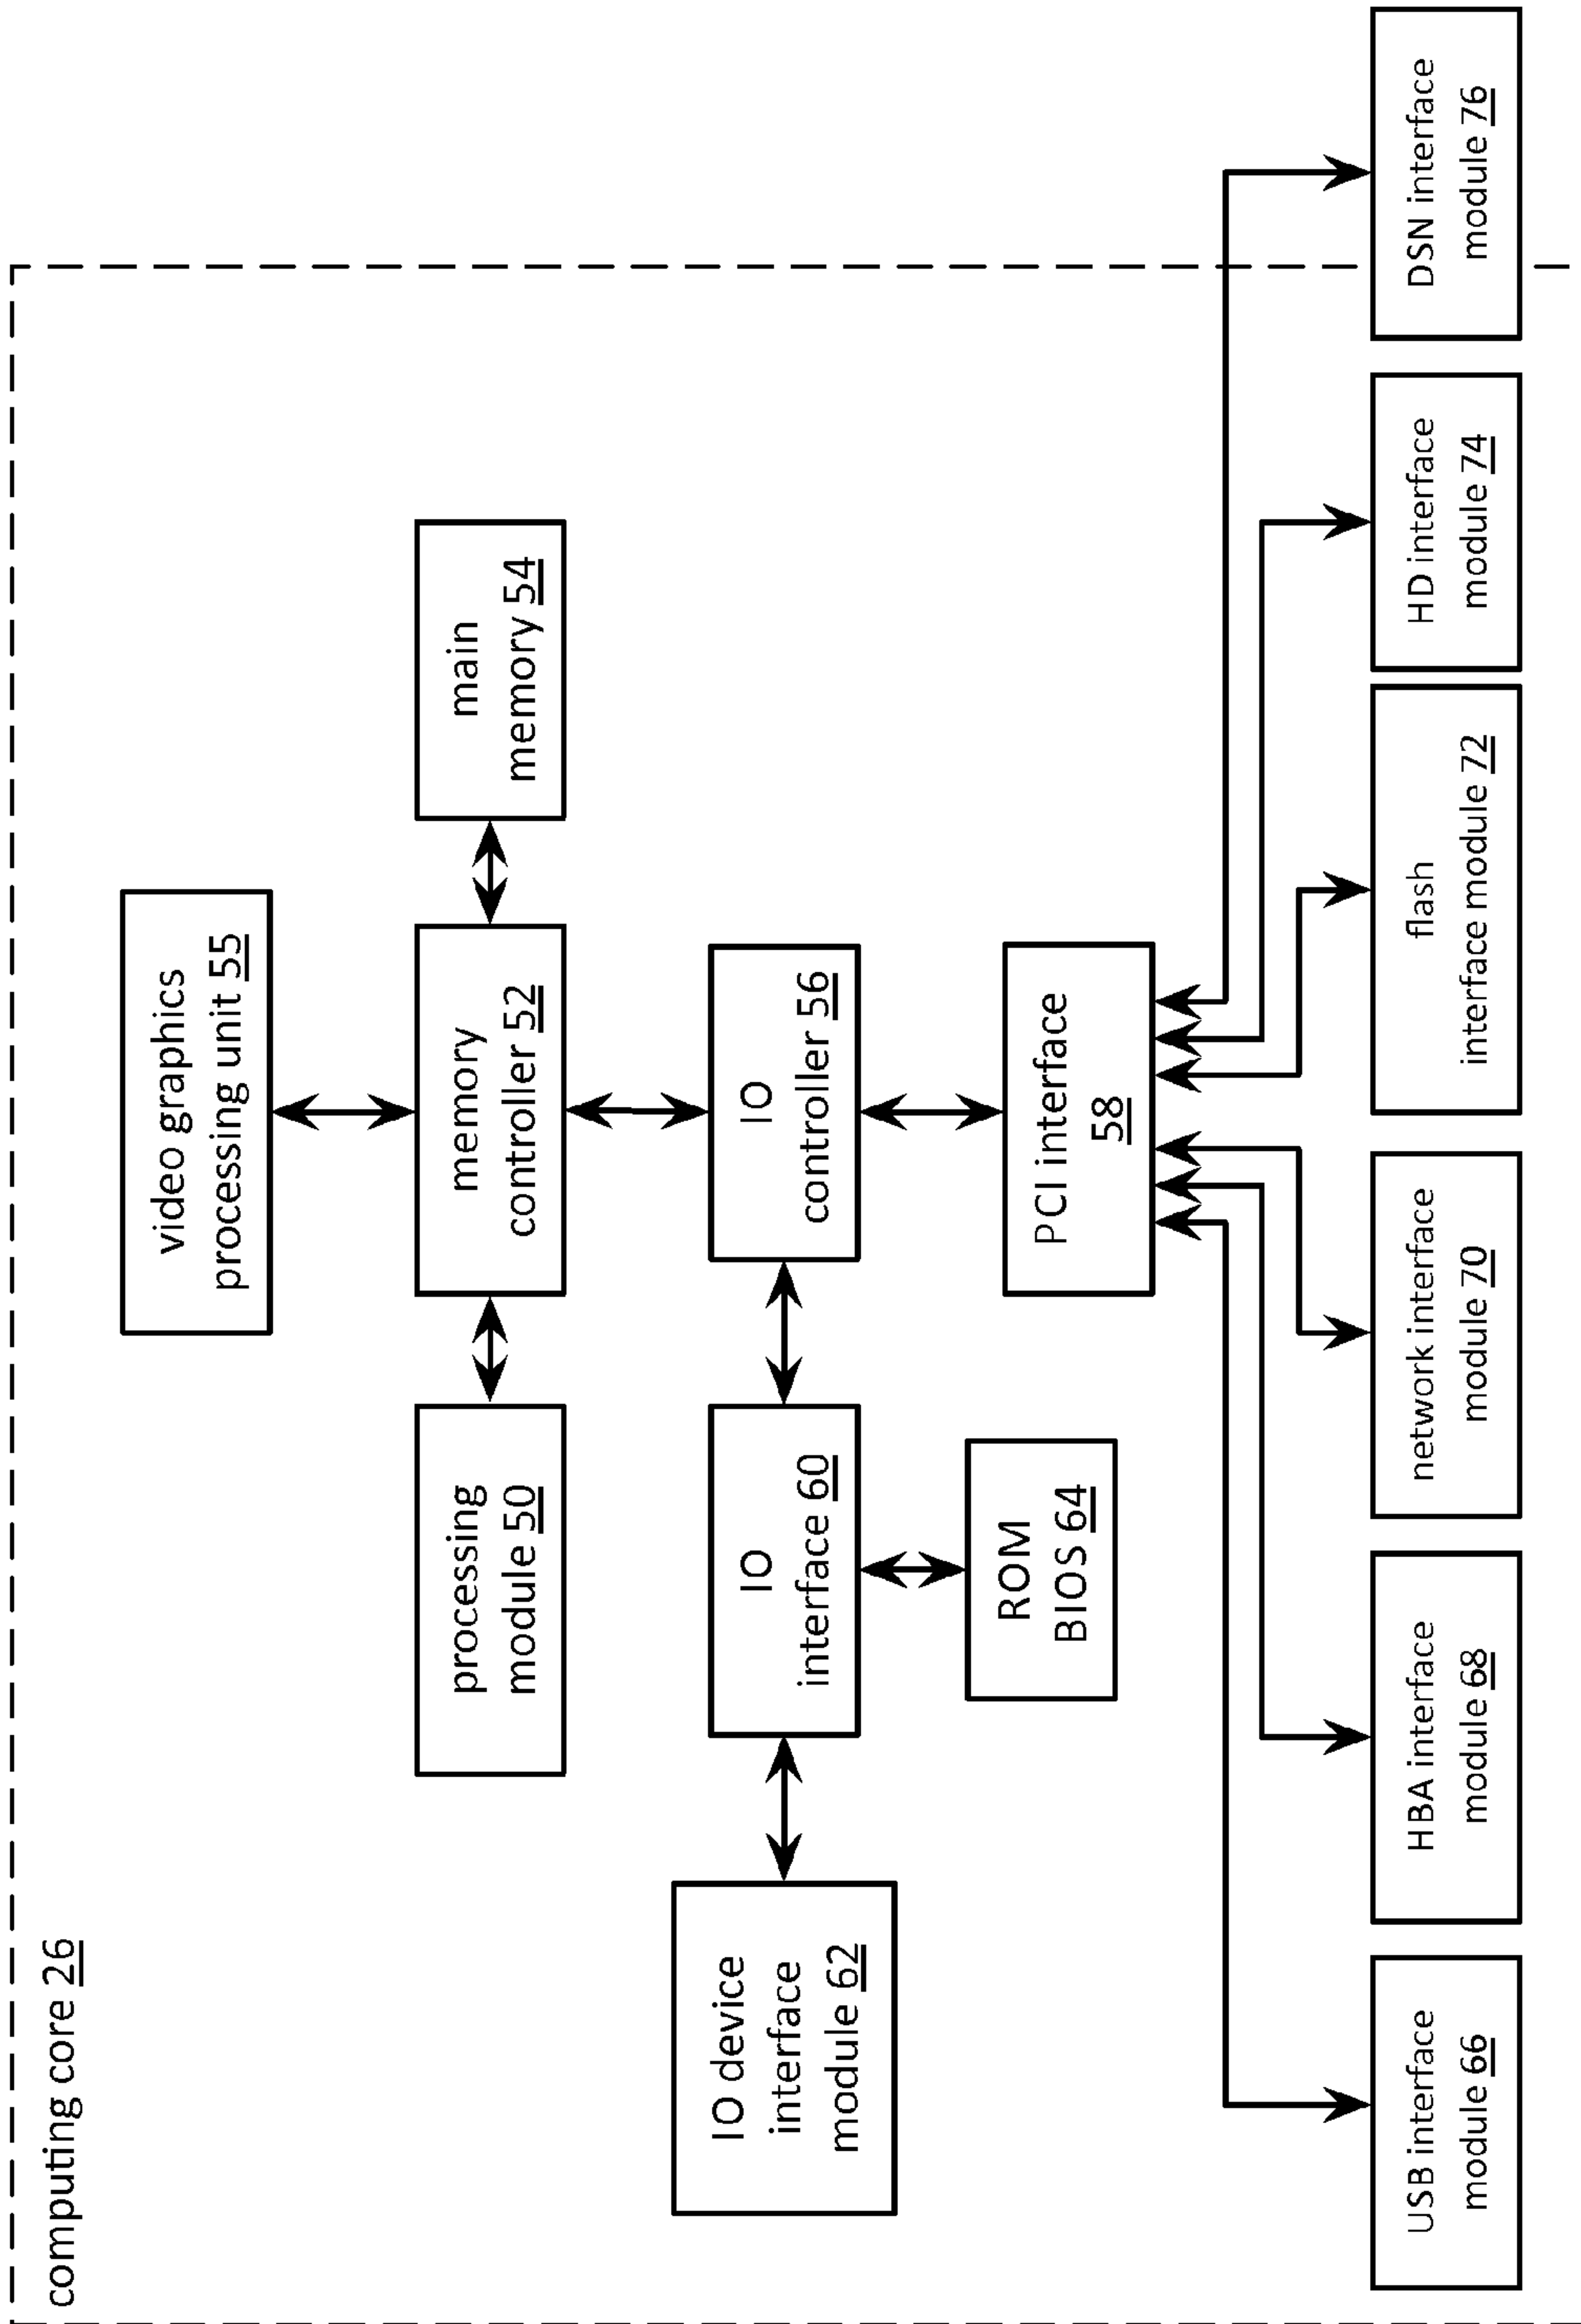 computing core 26
video graphics
processing unit 55
processing
module 50
memory
controller 52
main
memory 54
IO device
interface
module 62
IO
interface 60
IO
controller 56
ROM
BIOS 64
PCI interface
58
USB interface
module 66
HBA interface
module 68
network interface
module 70
flash
interface module 72
HD interface
module 74
DSN interface
module 76